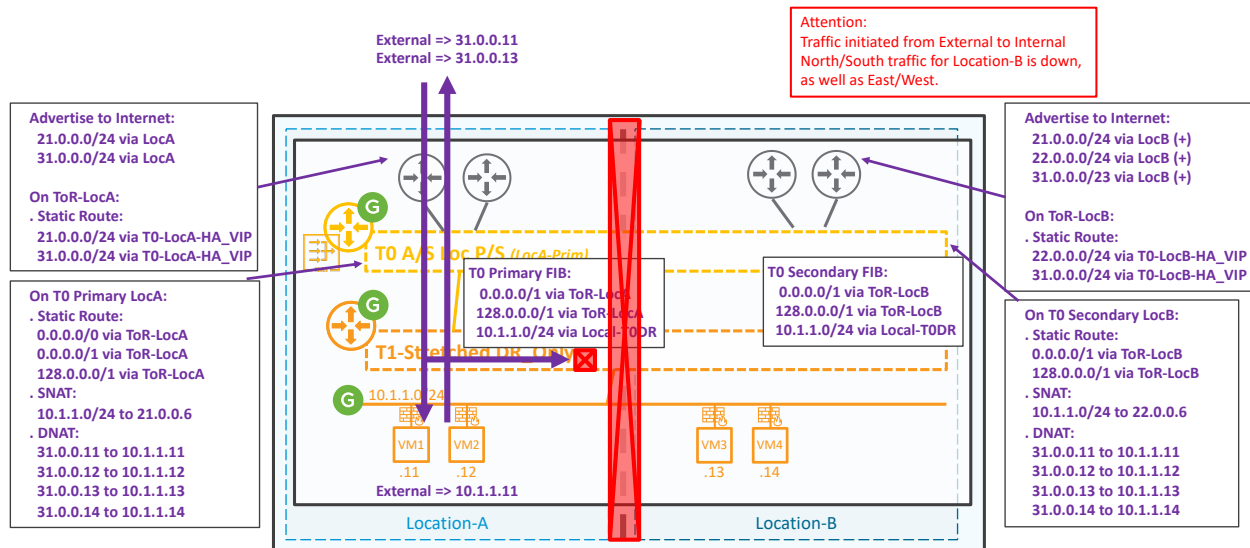 Attention:
Traffic initiated from External to Internal
North/South traffic for Location-B is down,
as well as East/West.
External => 31.0.0.11
External => 31.0.0.13
Advertise to Internet:
21.0.0.0/24 via LocA
31.0.0.0/24 via LocA
On ToR-LocA:
. Static Route:
21.0.0.0/24 via T0-LocA-HA_VIP
31.0.0.0/24 via T0-LocA-HA_VIP
On T0 Primary LocA:
. Static Route:
0.0.0.0/0 via ToR-LocA
0.0.0.0/1 via ToR-LocA
128.0.0.0/1 via ToR-LocA
. SNAT:
10.1.1.0/24 to 21.0.0.6
. DNAT:
31.0.0.11 to 10.1.1.11
31.0.0.12 to 10.1.1.12
31.0.0.13 to 10.1.1.13
31.0.0.14 to 10.1.1.14
G
T0 A/S Loc P/S (LocA-Prim)
T0 Primary FIB:
0.0.0.0/1 via ToR-LocA
128.0.0.0/1 via ToR-LocA
10.1.1.0/24 via Local-T0DR
T0 Secondary FIB:
0.0.0.0/1 via ToR-LocB
128.0.0.0/1 via ToR-LocB
10.1.1.0/24 via Local-T0DR
G
T1-Stretched DR_Only
G
10.1.1.0/24
VM1
VM2
VM3
VM4
.11
.12
.13
.14
External => 10.1.1.11
Location-A
Location-B
Advertise to Internet:
21.0.0.0/24 via LocB (+)
22.0.0.0/24 via LocB (+)
31.0.0.0/23 via LocB (+)
On ToR-LocB:
. Static Route:
22.0.0.0/24 via T0-LocB-HA_VIP
31.0.0.0/24 via T0-LocB-HA_VIP
On T0 Secondary LocB:
. Static Route:
0.0.0.0/1 via ToR-LocB
128.0.0.0/1 via ToR-LocB
. SNAT:
10.1.1.0/24 to 22.0.0.6
. DNAT:
31.0.0.11 to 10.1.1.11
31.0.0.12 to 10.1.1.12
31.0.0.13 to 10.1.1.13
31.0.0.14 to 10.1.1.14